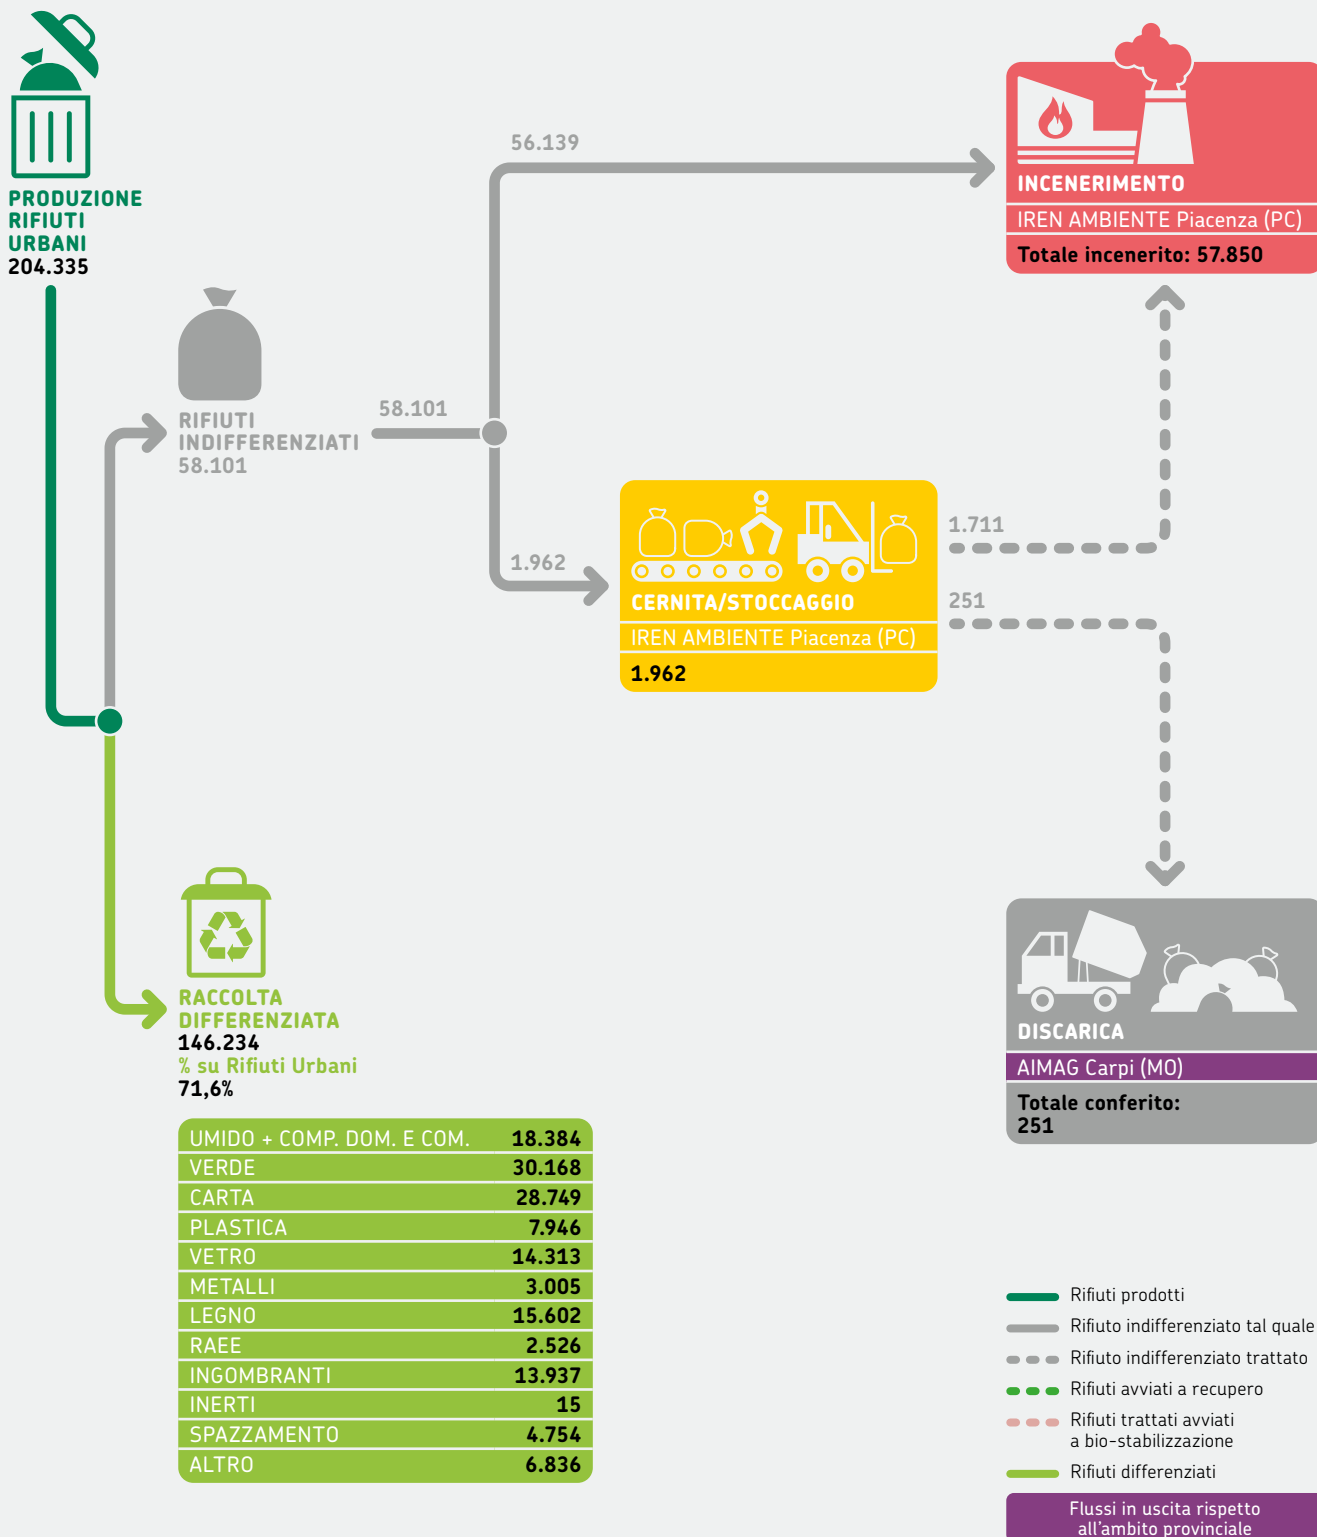 PRODUZIONE
RIFIUTI
URBANI
204.335
56.139
INCENERIMENTO
IREN AMBIENTE Piacenza (PC)
Totale incenerito: 57.850
RIFIUTI
INDIFFERENZIATI
58.101
58.101
1.962
CERNITA/STOCCAGGIO
IREN AMBIENTE Piacenza (PC)
1.962
1.711
251
RACCOLTA
DIFFERENZIATA
146.234
% su Rifiuti Urbani
71,6%
DISCARICA
AIMAG Carpi (MO)
Totale conferito:
251
UMIDO + COMP. DOM. E COM. 18.384
VERDE 30.168
CARTA 28.749
PLASTICA 7.946
VETRO 14.313
METALLI 3.005
LEGNO 15.602
RAEE 2.526
INGOMBRANTI 13.937
INERTI 15
SPAZZAMENTO 4.754
ALTRO 6.836
Rifiuti prodotti
Rifiuto indifferenziato tal quale
Rifiuto indifferenziato trattato
Rifiuti avviati a recupero
Rifiuti trattati avviati
a bio-stabilizzazione
Rifiuti differenziati
Flussi in uscita rispetto
all'ambito provinciale